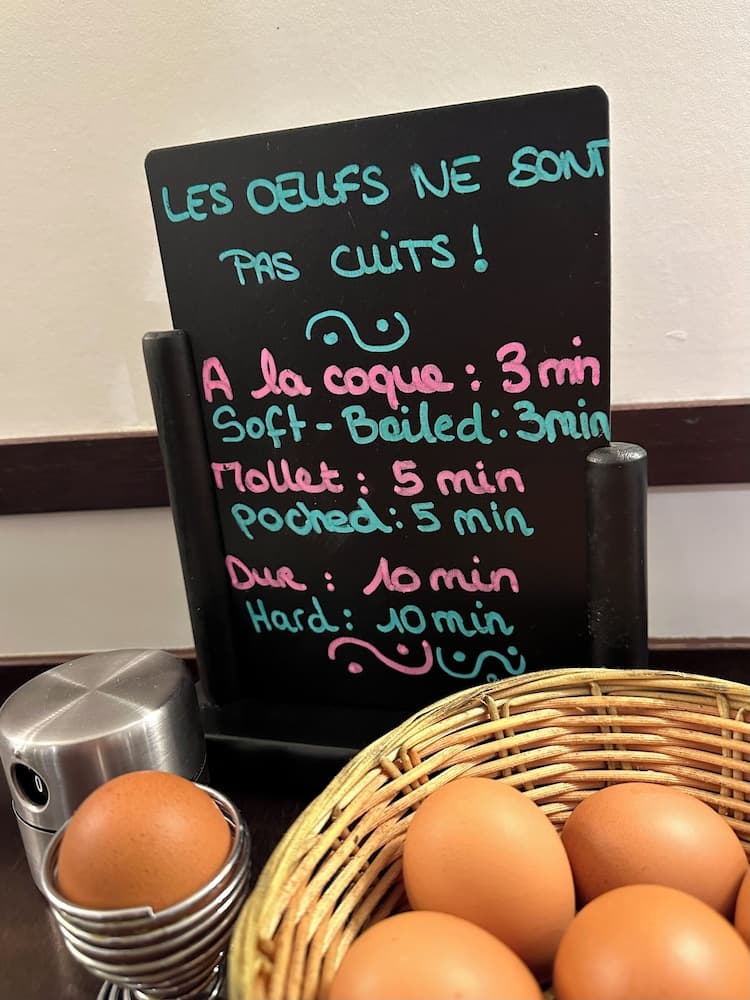 LES OEUFS NE SONT
PAS CUITS !
A la coque : 3 min
Soft-Boiled : 3min
Mollet : 5 min
poched : 5 min
Dur : 10 min
Hard : 10 min
0